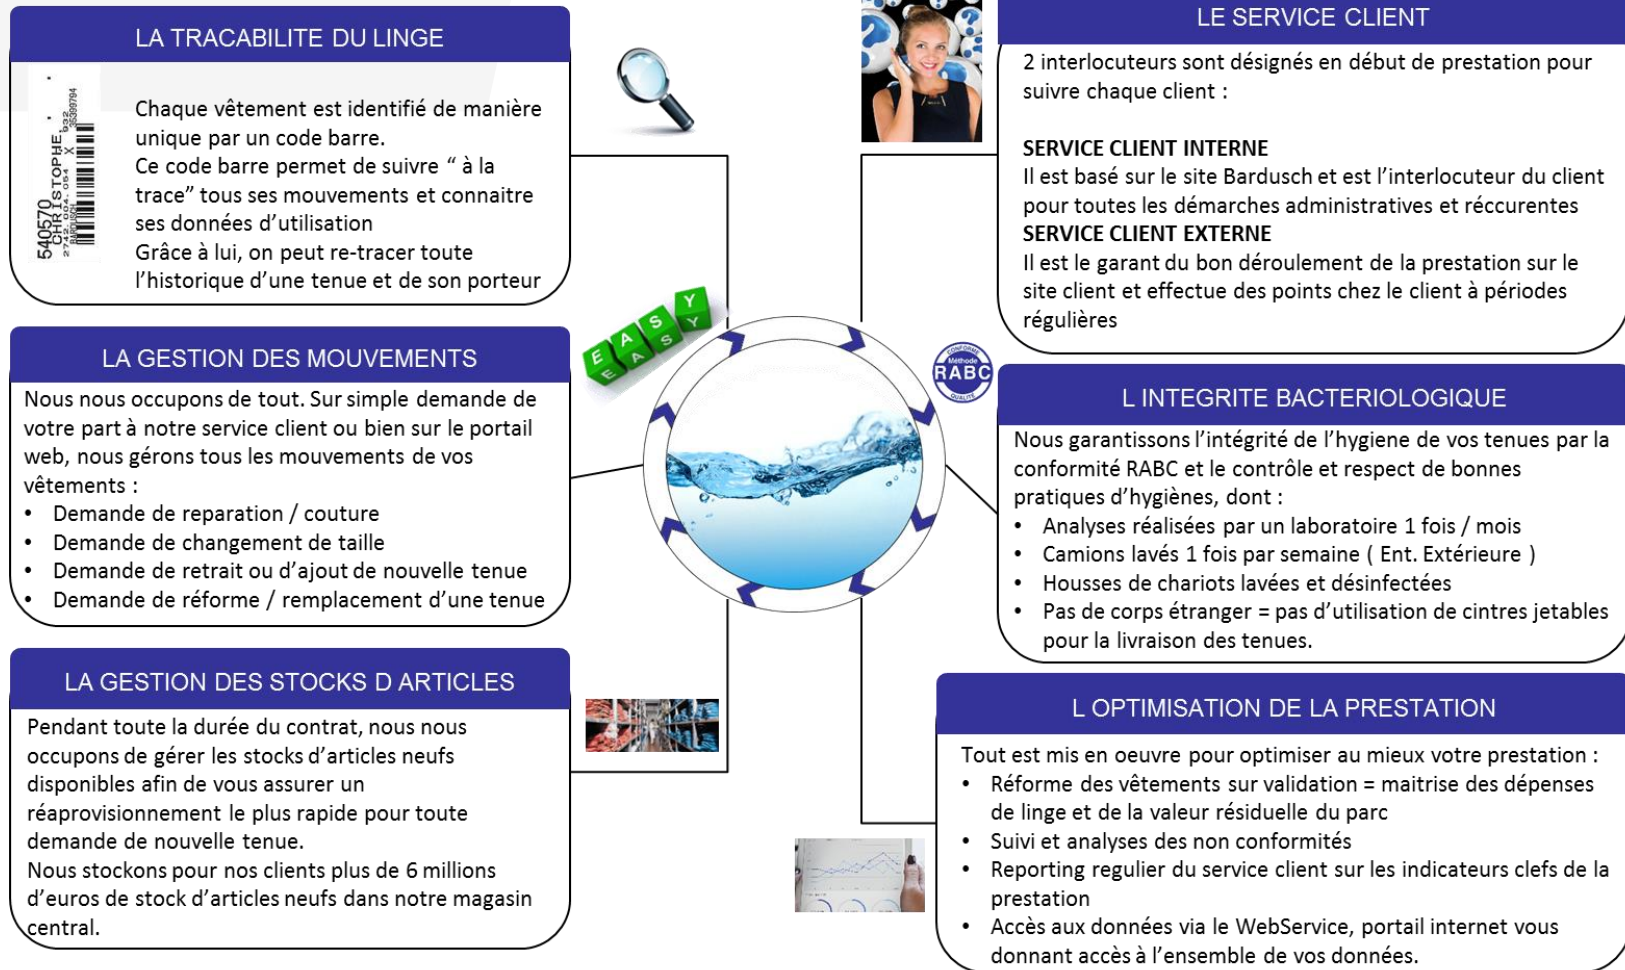 LA TRACABILITE DU LINGE
540570
CHRISTOPHE,
2742.004.054 X 932
BARDUSCH
35399794
Chaque vêtement est identifié de manière
unique par un code barre.
Ce code barre permet de suivre “ à la
trace” tous ses mouvements et connaitre
ses données d’utilisation
Grâce à lui, on peut re-tracer toute
l’historique d’une tenue et de son porteur
EASY
EASY
LA GESTION DES MOUVEMENTS
Nous nous occupons de tout. Sur simple demande de
votre part à notre service client ou bien sur le portail
web, nous gérons tous les mouvements de vos
vêtements :
• Demande de reparation / couture
• Demande de changement de taille
• Demande de retrait ou d’ajout de nouvelle tenue
• Demande de réforme / remplacement d’une tenue
LA GESTION DES STOCKS D ARTICLES
Pendant toute la durée du contrat, nous nous
occupons de gérer les stocks d’articles neufs
disponibles afin de vous assurer un
réaprovisionnement le plus rapide pour toute
demande de nouvelle tenue.
Nous stockons pour nos clients plus de 6 millions
d’euros de stock d’articles neufs dans notre magasin
central.
LE SERVICE CLIENT
2 interlocuteurs sont désignés en début de prestation pour
suivre chaque client :
SERVICE CLIENT INTERNE
Il est basé sur le site Bardusch et est l’interlocuteur du client
pour toutes les démarches administratives et réccurentes
SERVICE CLIENT EXTERNE
Il est le garant du bon déroulement de la prestation sur le
site client et effectue des points chez le client à périodes
régulières
CONFORME
Méthode
RABC
QUALITÉ
L INTEGRITE BACTERIOLOGIQUE
Nous garantissons l’intégrité de l’hygiene de vos tenues par la
conformité RABC et le contrôle et respect de bonnes
pratiques d’hygiènes, dont :
• Analyses réalisées par un laboratoire 1 fois / mois
• Camions lavés 1 fois par semaine ( Ent. Extérieure )
• Housses de chariots lavées et désinfectées
• Pas de corps étranger = pas d’utilisation de cintres jetables
pour la livraison des tenues.
L OPTIMISATION DE LA PRESTATION
Tout est mis en oeuvre pour optimiser au mieux votre prestation :
• Réforme des vêtements sur validation = maitrise des dépenses
de linge et de la valeur résiduelle du parc
• Suivi et analyses des non conformités
• Reporting regulier du service client sur les indicateurs clefs de la
prestation
• Accès aux données via le WebService, portail internet vous
donnant accès à l’ensemble de vos données.